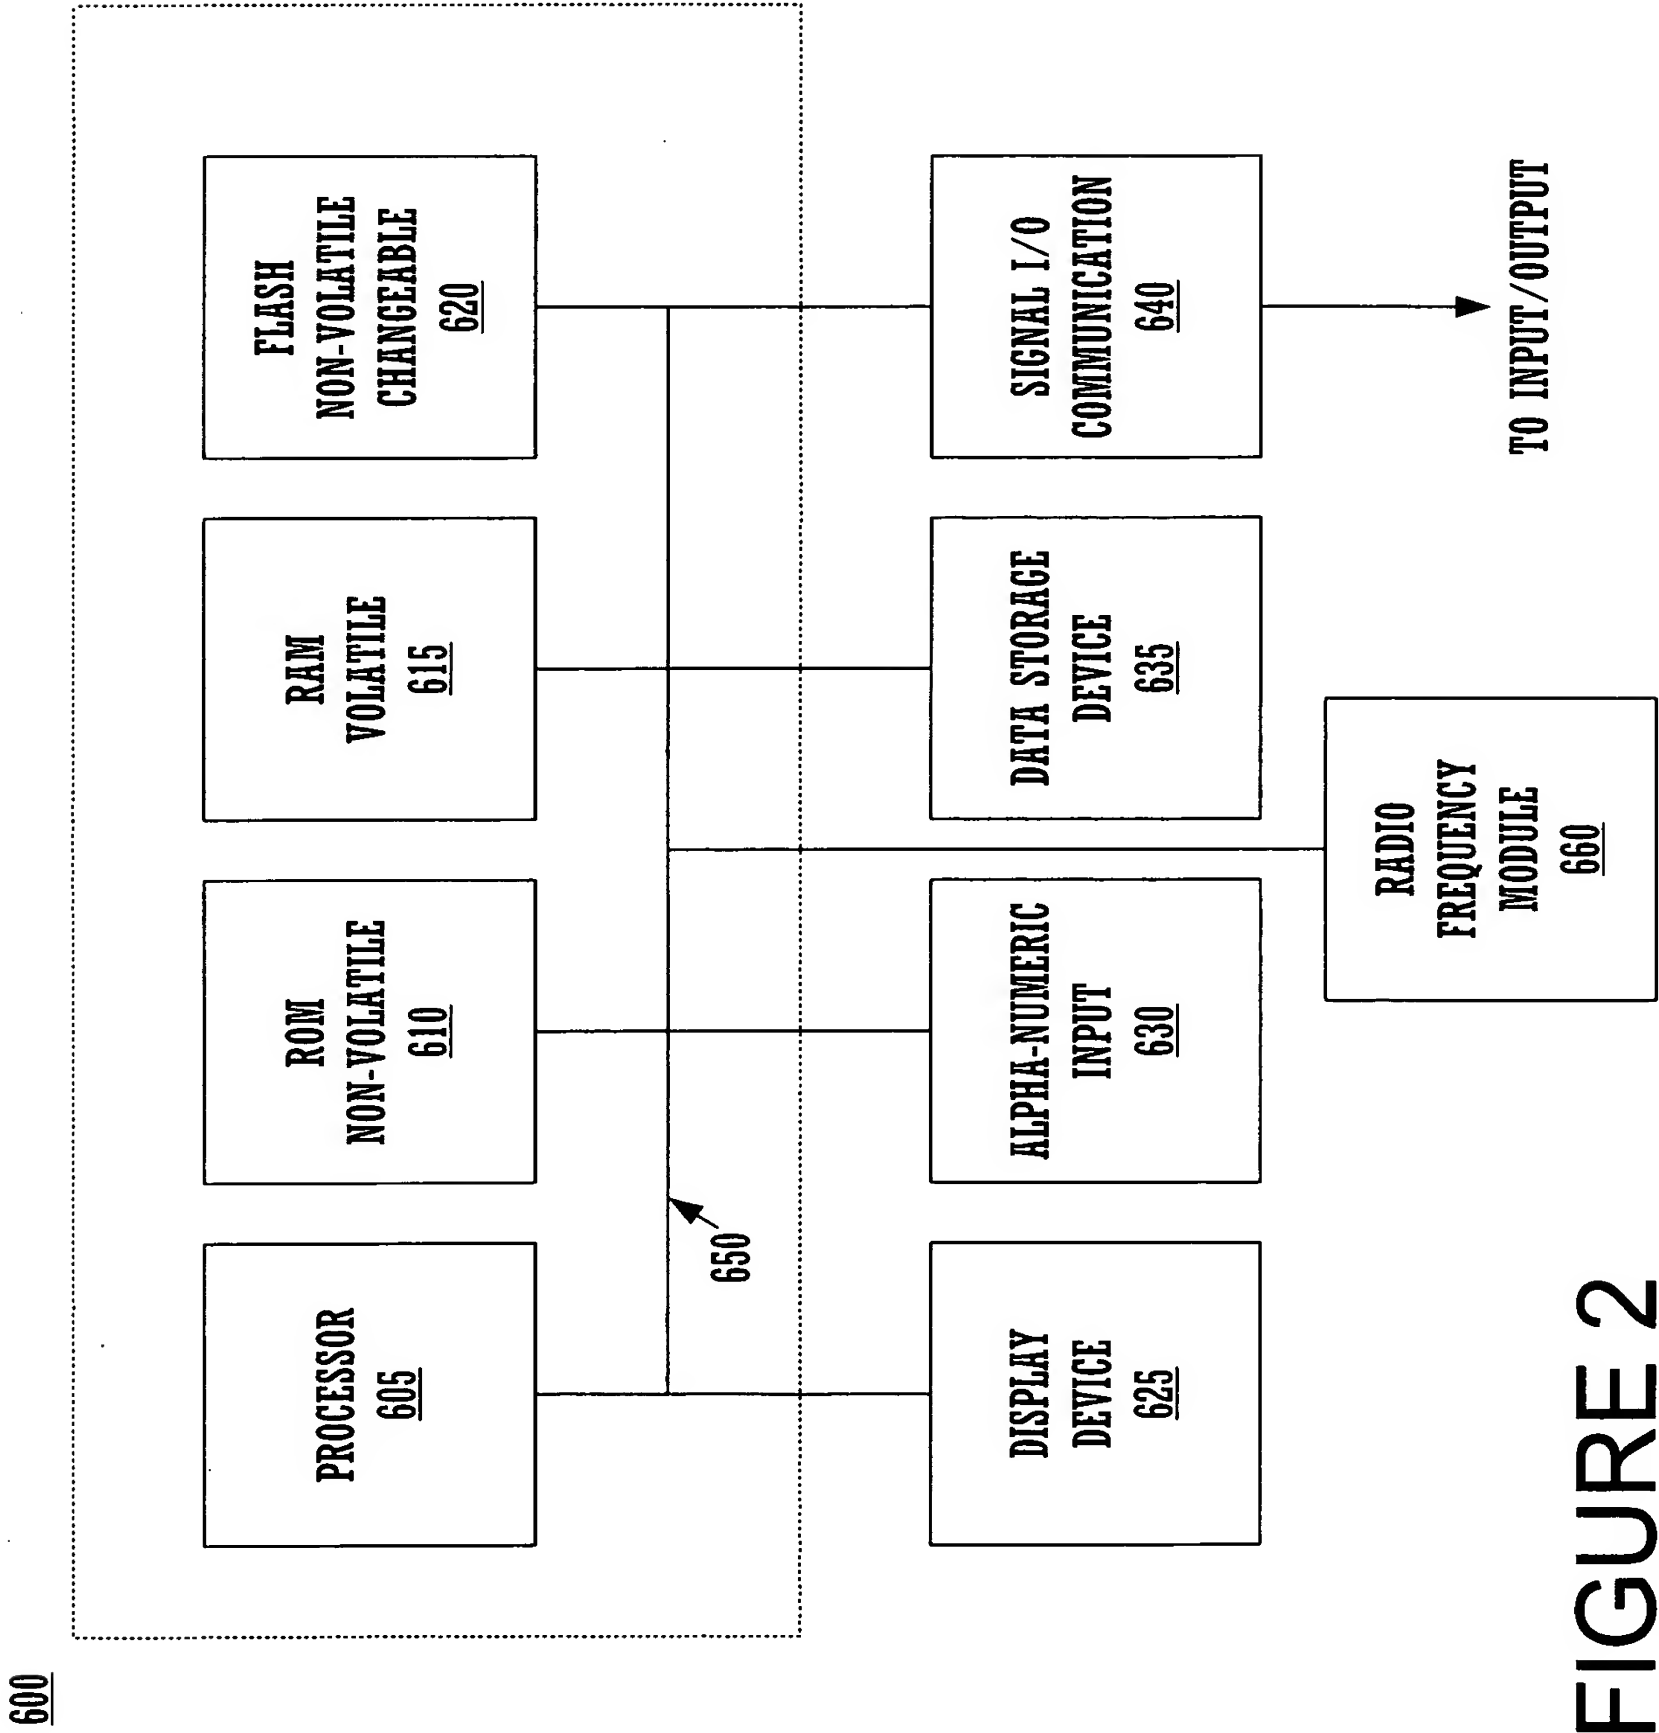 600
PROCESSOR
605
ROM
NON-VOLATILE
610
RAM
VOLATILE
615
FLASH
NON-VOLATILE
CHANGEABLE
620
650
DISPLAY
DEVICE
625
ALPHA-NUMERIC
INPUT
630
DATA STORAGE
DEVICE
635
SIGNAL I/O
COMMUNICATION
640
RADIO
FREQUENCY
MODULE
660
TO INPUT/OUTPUT
FIGURE 2